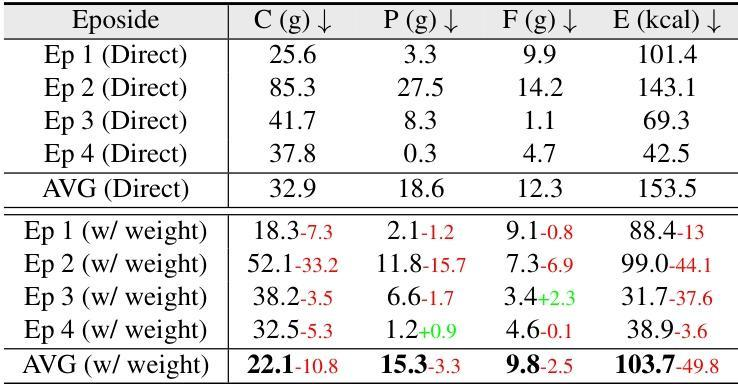 Eposide C (g) ↓ P (g) ↓ F (g) ↓ E (kcal) ↓
Ep 1 (Direct) 25.6 3.3 9.9 101.4
Ep 2 (Direct) 85.3 27.5 14.2 143.1
Ep 3 (Direct) 41.7 8.3 1.1 69.3
Ep 4 (Direct) 37.8 0.3 4.7 42.5
AVG (Direct) 32.9 18.6 12.3 153.5
Ep 1 (w/ weight) 18.3-7.3 2.1-1.2 9.1-0.8 88.4-13
Ep 2 (w/ weight) 52.1-33.2 11.8-15.7 7.3-6.9 99.0-44.1
Ep 3 (w/ weight) 38.2-3.5 6.6-1.7 3.4+2.3 31.7-37.6
Ep 4 (w/ weight) 32.5-5.3 1.2+0.9 4.6-0.1 38.9-3.6
AVG (w/ weight) 22.1-10.8 15.3-3.3 9.8-2.5 103.7-49.8